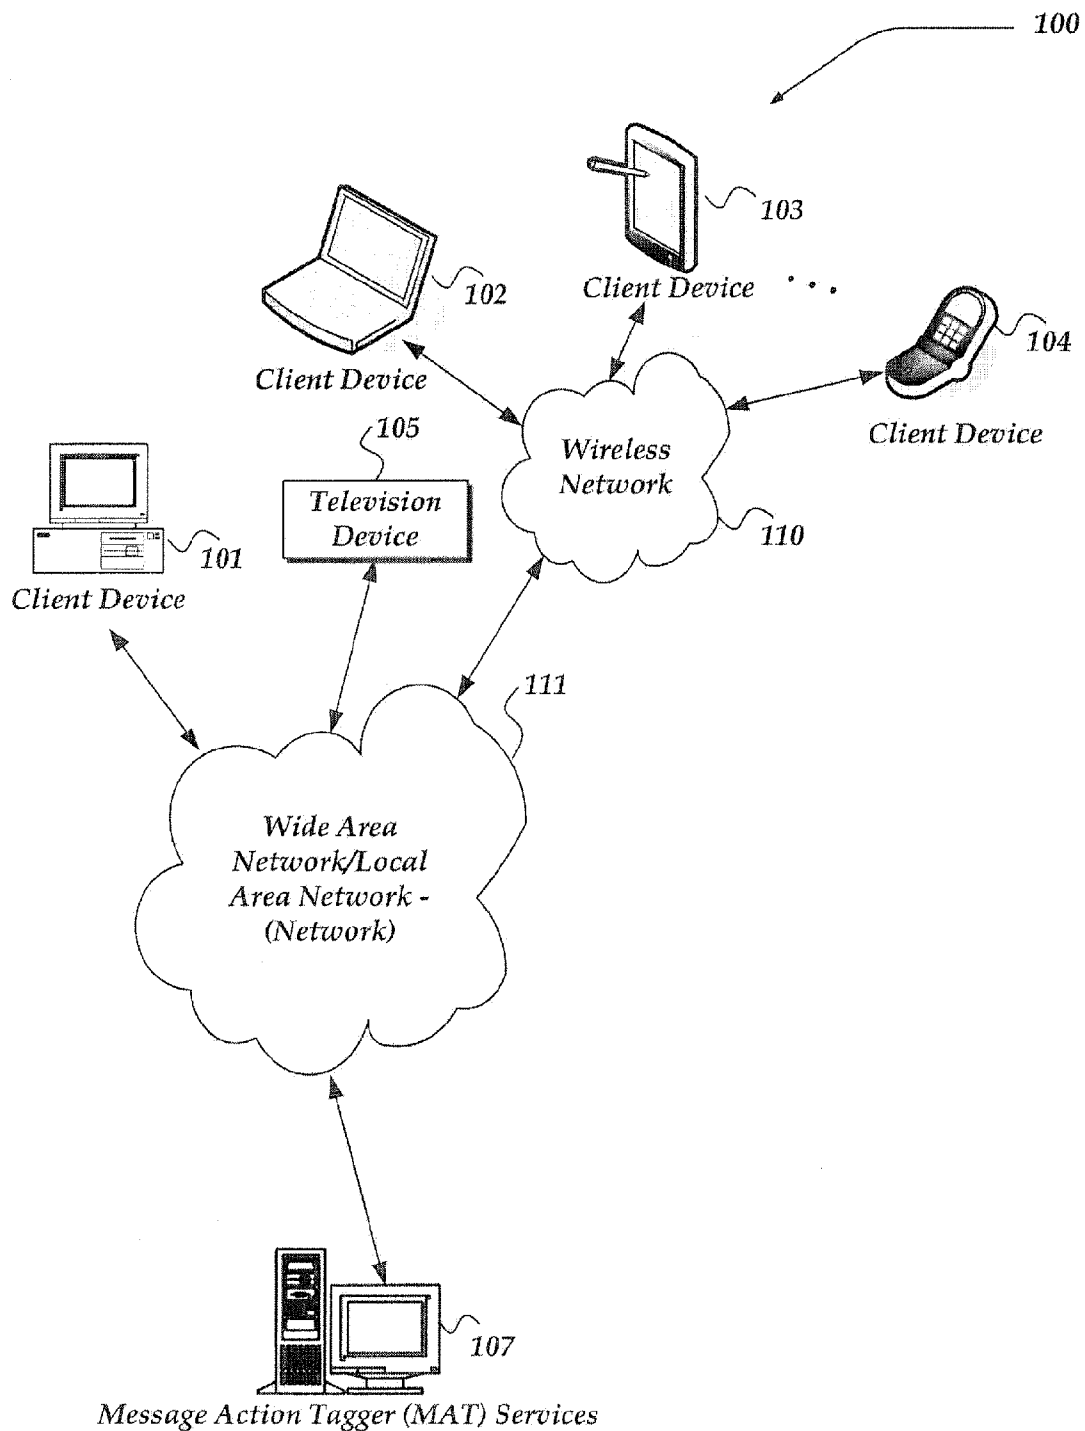 100
103
Client Device
102
Client Device
104
Client Device
105
Television
Device
Wireless
Network
110
101
Client Device
111
Wide Area
Network/Local
Area Network -
(Network)
107
Message Action Tagger (MAT) Services